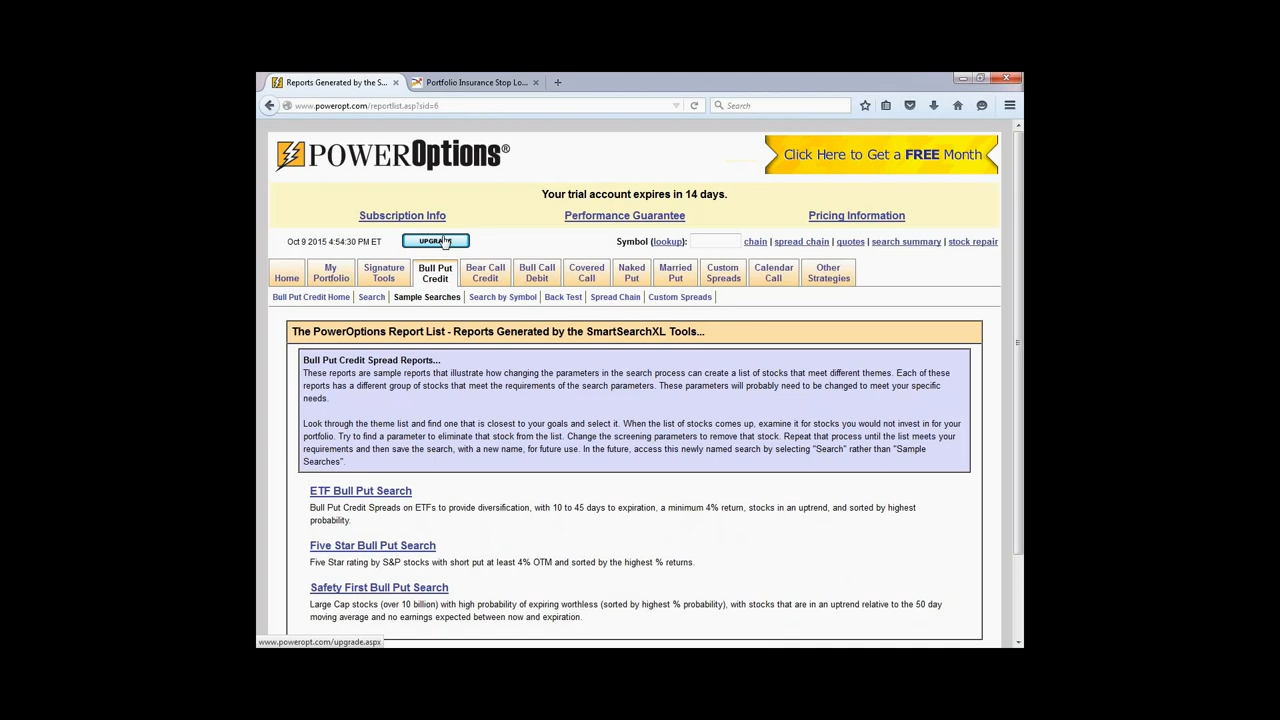 Reports Generated by the S... Portfolio Insurance Stop Lo...
www.poweropt.com/reportlist.asp?sid=6 Search
POWEROptions® Click Here to Get a FREE Month
Your trial account expires in 14 days.
Subscription Info Performance Guarantee Pricing Information
Oct 9 2015 4:54:30 PM ET Symbol (lookup): chain | spread chain | quotes | search summary | stock repair
Home My Portfolio Signature Tools Bull Put Credit Bear Call Credit Bull Call Debit Covered Call Naked Put Married Put Custom Spreads Calendar Call Other Strategies
Bull Put Credit Home | Search | Sample Searches | Search by Symbol | Back Test | Spread Chain | Custom Spreads |
The PowerOptions Report List - Reports Generated by the SmartSearchXL Tools...
Bull Put Credit Spread Reports...
These reports are sample reports that illustrate how changing the parameters in the search process can create a list of stocks that meet different themes. Each of these
reports has a different group of stocks that meet the requirements of the search parameters. These parameters will probably need to be changed to meet your specific
needs.
Look through the theme list and find one that is closest to your goals and select it. When the list of stocks comes up, examine it for stocks you would not invest in for your
portfolio. Try to find a parameter to eliminate that stock from the list. Change the screening parameters to remove that stock. Repeat that process until the list meets your
requirements and then save the search, with a new name, for future use. In the future, access this newly named search by selecting "Search" rather than "Sample
Searches".
ETF Bull Put Search
Bull Put Credit Spreads on ETFs to provide diversification, with 10 to 45 days to expiration, a minimum 4% return, stocks in an uptrend, and sorted by highest
probability.
Five Star Bull Put Search
Five Star rating by S&P stocks with short put at least 4% OTM and sorted by the highest % returns.
Safety First Bull Put Search
Large Cap stocks (over 10 billion) with high probability of expiring worthless (sorted by highest % probability), with stocks that are in an uptrend relative to the 50 day
moving average and no earnings expected between now and expiration.
www.poweropt.com/upgrade.aspx